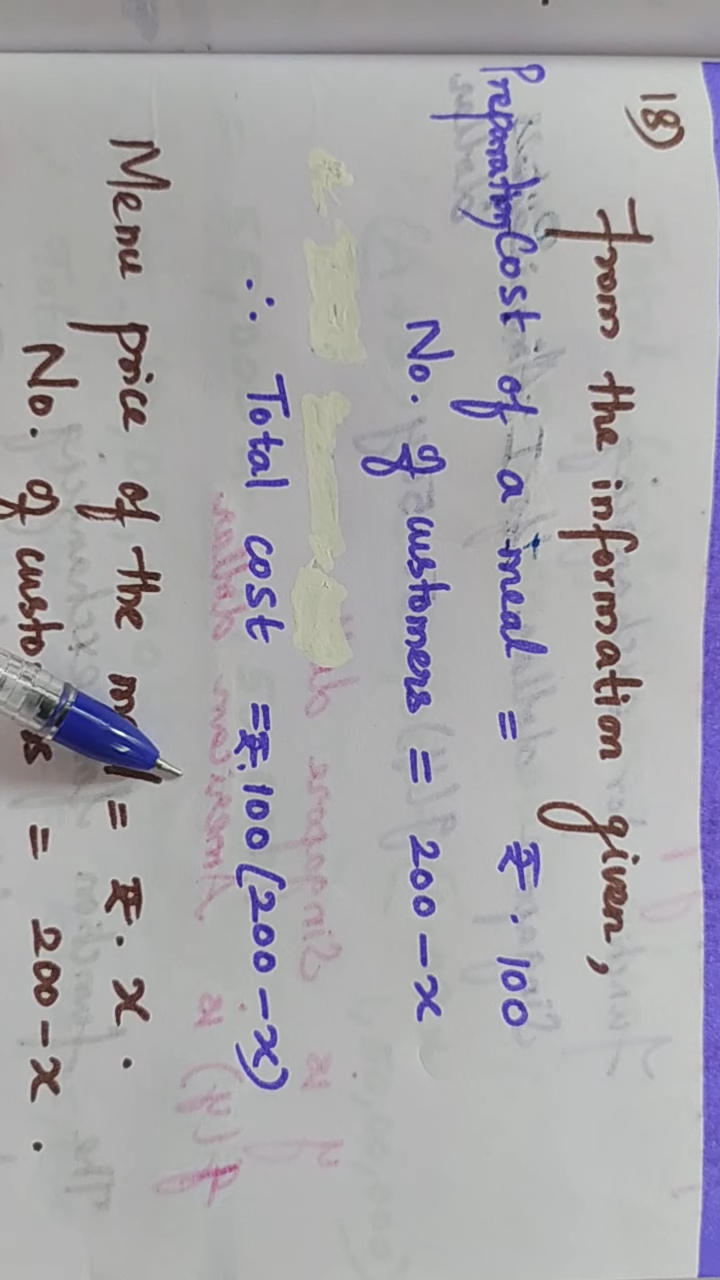 18)
From the information given,
Preparation Cost of a meal = ₹. 100
No. of customers = 200 - x
∴ Total cost = ₹. 100 (200 - x)
Menu price of the = ₹. x.
No. of = 200 - x.